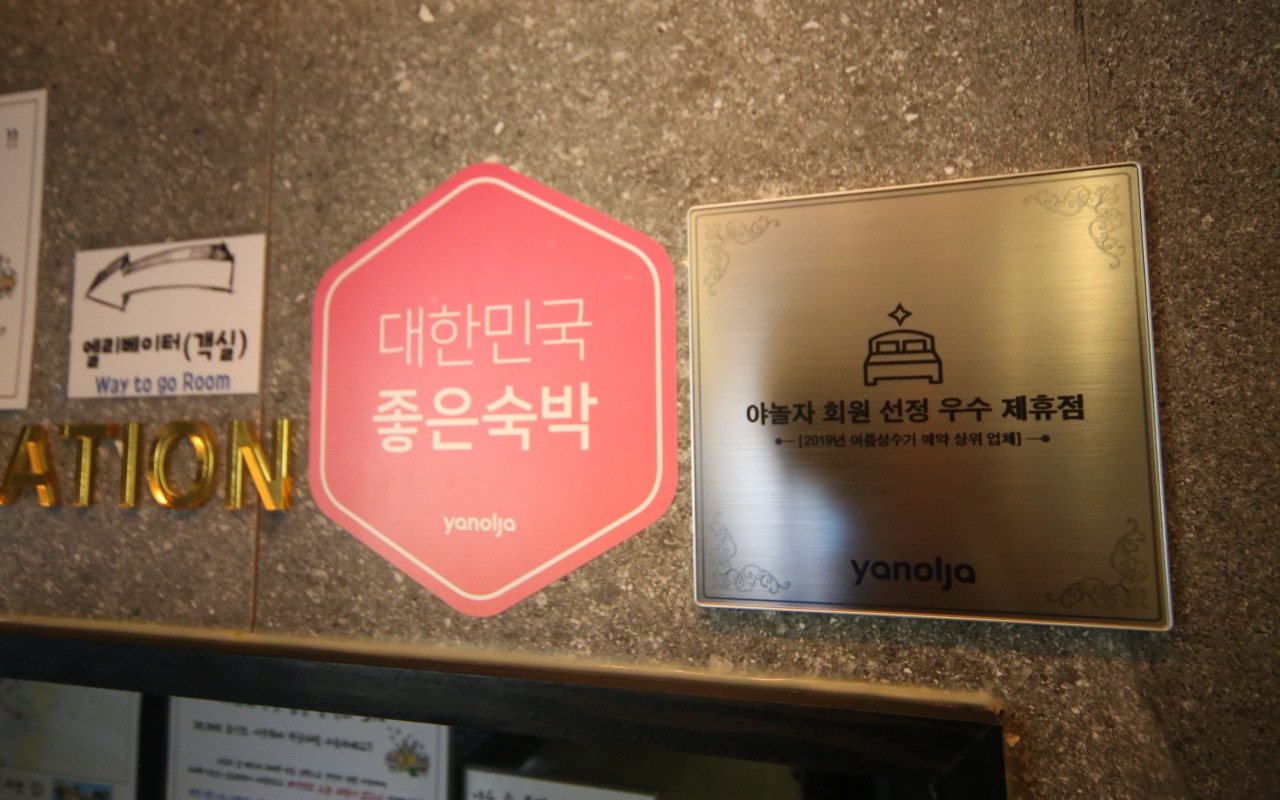 엘리베이터(객실)
Way to go Room
ATION
대한민국
좋은숙박
yanolja
야놀자 회원 선정 우수 제휴점
[2019년 여름성수기 예약 상위 업체]
yanolja